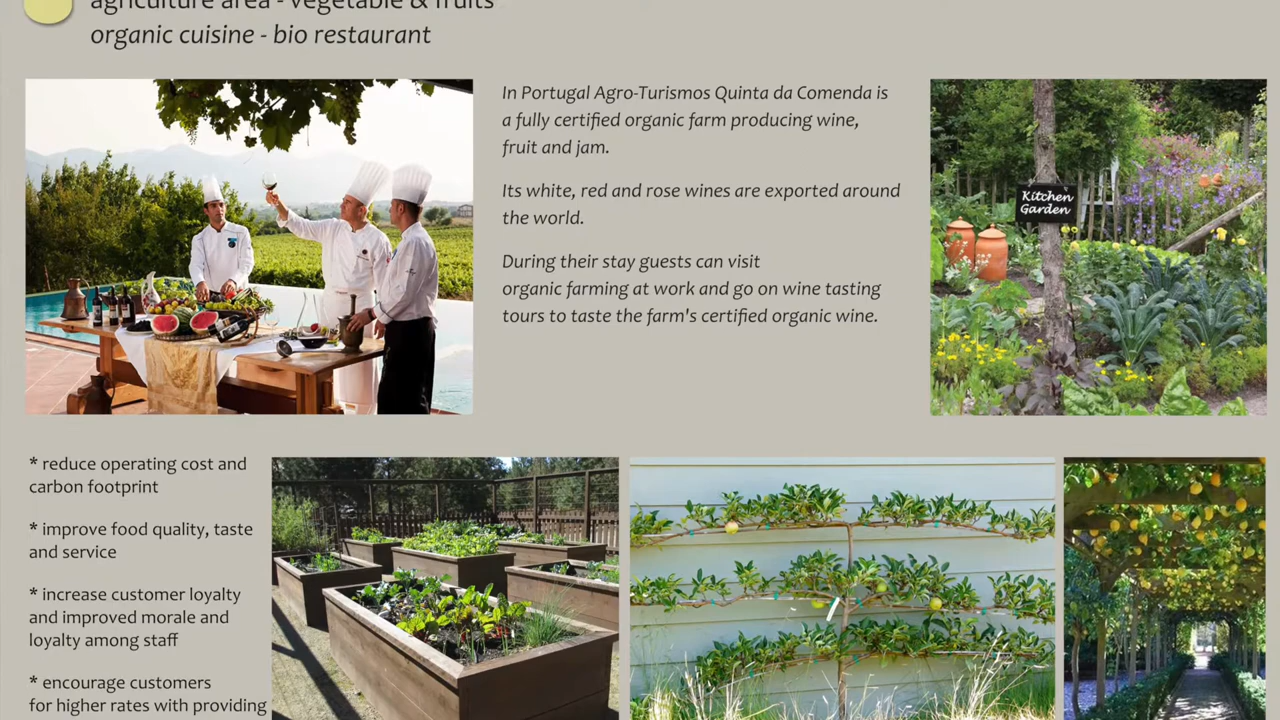 agriculture area - vegetable & fruits
organic cuisine - bio restaurant
In Portugal Agro-Turismos Quinta da Comenda is
a fully certified organic farm producing wine,
fruit and jam.
Its white, red and rose wines are exported around
the world.
During their stay guests can visit
organic farming at work and go on wine tasting
tours to taste the farm's certified organic wine.
Kitchen
Garden
* reduce operating cost and
carbon footprint
* improve food quality, taste
and service
* increase customer loyalty
and improved morale and
loyalty among staff
* encourage customers
for higher rates with providing